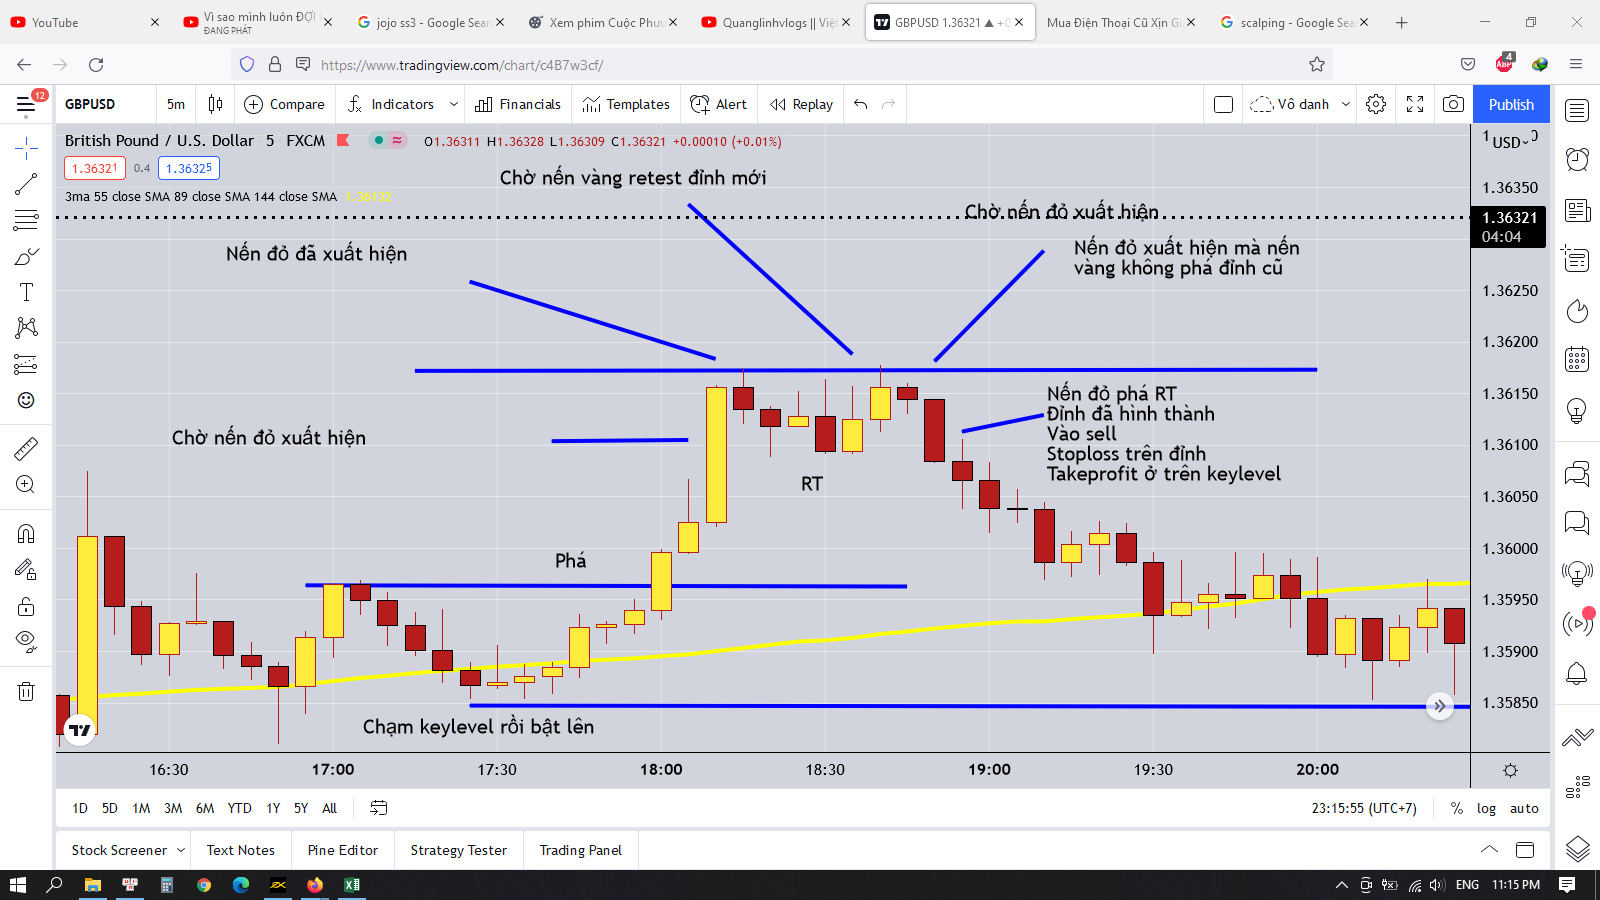 YouTube
Vì sao mình luôn ĐỢI
ĐANG PHÁT
jojo ss3 - Google Sear
Xem phim Cuộc Phưu
Quanglinhvlogs || Việt
GBPUSD 1.36321 ▲ +0
Mua Điện Thoại Cũ Xịn Gi
scalping - Google Searc
https://www.tradingview.com/chart/c4B7w3cf/
ABP
4
12
GBPUSD
5m
Compare
Indicators
Financials
Templates
Alert
Replay
Vô danh
Publish
British Pound / U.S. Dollar 5 FXCM
O1.36311 H1.36328 L1.36309 C1.36321 +0.00010 (+0.01%)
1.36321
0.4
1.36325
3ma 55 close SMA 89 close SMA 144 close SMA 1.36132
USD
Chờ nến vàng retest đỉnh mới
Chờ nến đỏ xuất hiện
Nến đỏ đã xuất hiện
Nến đỏ xuất hiện mà nến
vàng không phá đỉnh cũ
Nến đỏ phá RT
Đỉnh đã hình thành
Vào sell
Stoploss trên đỉnh
Takeprofit ở trên keylevel
Chờ nến đỏ xuất hiện
RT
Phá
Chạm keylevel rồi bật lên
1.36350
1.36321
04:04
1.36250
1.36200
1.36150
1.36100
1.36050
1.36000
1.35950
1.35900
1.35850
16:30
17:00
17:30
18:00
18:30
19:00
19:30
20:00
1D 5D 1M 3M 6M YTD 1Y 5Y All
23:15:55 (UTC+7)
% log auto
Stock Screener
Text Notes
Pine Editor
Strategy Tester
Trading Panel
ENG
11:15 PM